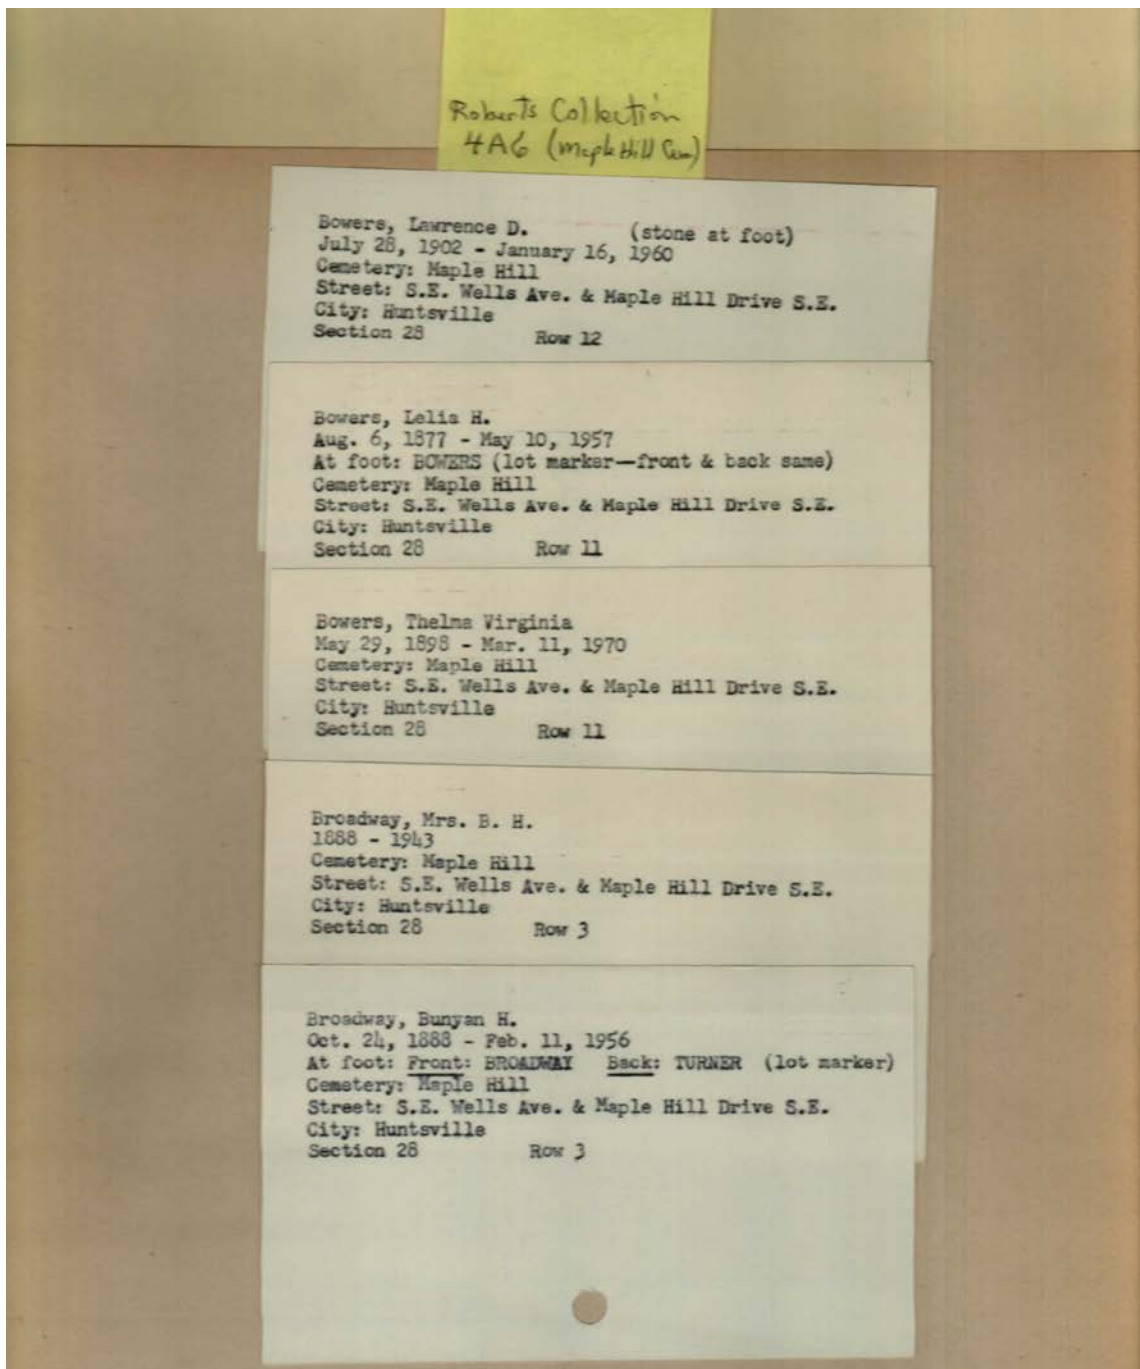 Roberts Collection
4A6 (Maple Hill Cem)
Bowers, Lawrence D. (stone at foot)
July 28, 1902 - January 16, 1960
Cemetery: Maple Hill
Street: S.E. Wells Ave. & Maple Hill Drive S.E.
City: Huntsville
Section 28 Row 12
Bowers, Lelia H.
Aug. 6, 1877 - May 10, 1957
At foot: BOWERS (lot marker—front & back same)
Cemetery: Maple Hill
Street: S.E. Wells Ave. & Maple Hill Drive S.E.
City: Huntsville
Section 28 Row 11
Bowers, Thelma Virginia
May 29, 1898 - Mar. 11, 1970
Cemetery: Maple Hill
Street: S.E. Wells Ave. & Maple Hill Drive S.E.
City: Huntsville
Section 28 Row 11
Broadway, Mrs. B. H.
1888 - 1943
Cemetery: Maple Hill
Street: S.E. Wells Ave. & Maple Hill Drive S.E.
City: Huntsville
Section 28 Row 3
Broadway, Bunyan H.
Oct. 24, 1888 - Feb. 11, 1956
At foot: Front: BROADWAY Back: TURNER (lot marker)
Cemetery: Maple Hill
Street: S.E. Wells Ave. & Maple Hill Drive S.E.
City: Huntsville
Section 28 Row 3